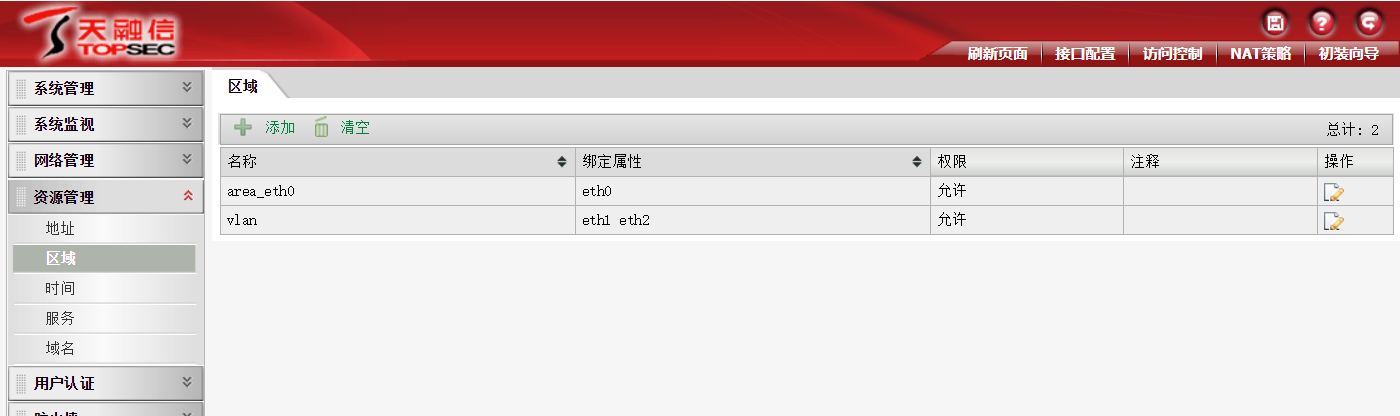 天融信
TOPSEC
刷新页面 接口配置 访问控制 NAT策略 初装向导
系统管理
系统监视
网络管理
资源管理
地址
区域
时间
服务
域名
用户认证
区域
添加 清空 总计：2
名称 绑定属性 权限 注释 操作
area_eth0 eth0 允许
vlan eth1 eth2 允许